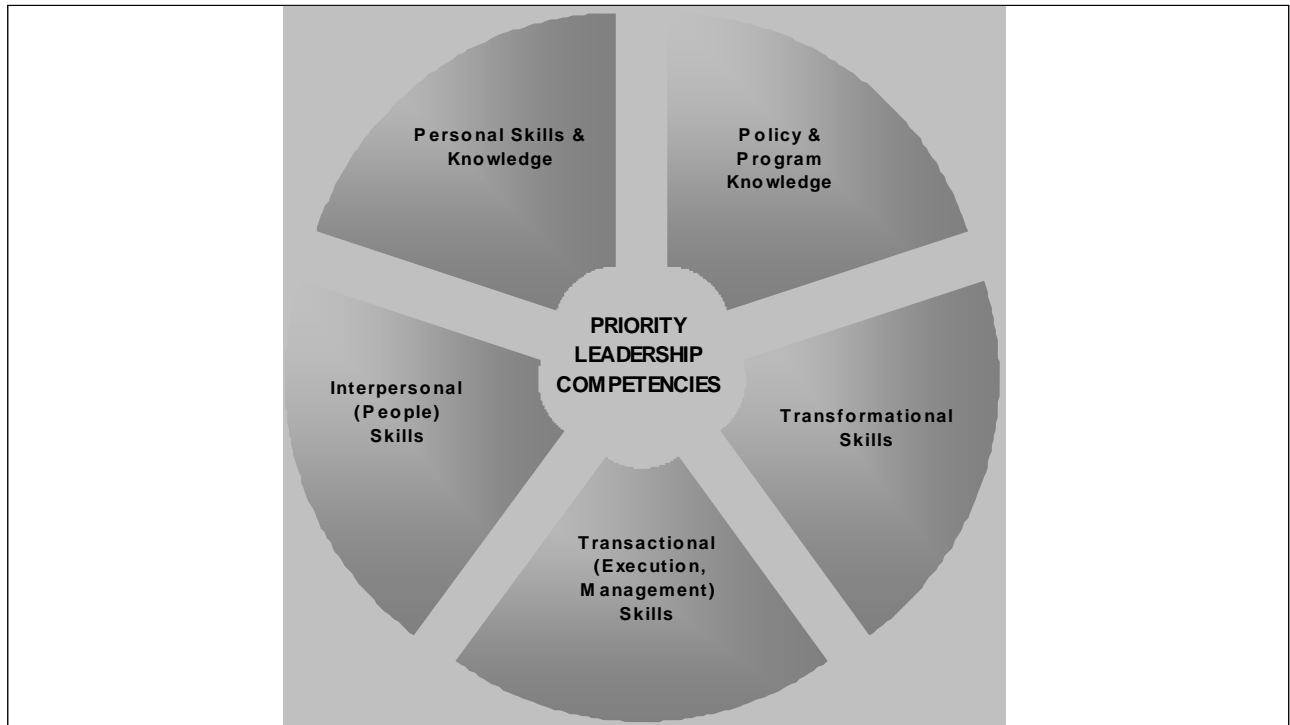 Personal Skills &
Knowledge
Policy &
Program
Knowledge
PRIORITY
LEADERSHIP
COMPETENCIES
Interpersonal
(People)
Skills
Transformational
Skills
Transactional
(Execution,
Management)
Skills